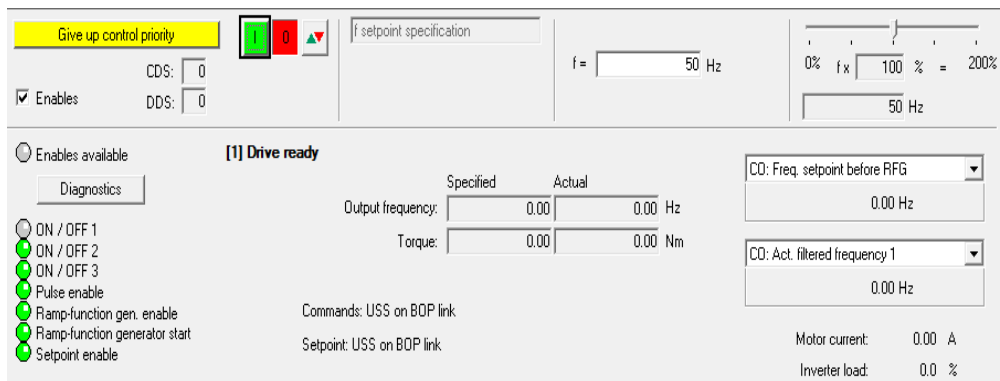 Give up control priority
I 0
f setpoint specification
CDS: 0
Enables
DDS: 0
f = 50 Hz
0% f x 100 % = 200%
50 Hz
Enables available
[1] Drive ready
Diagnostics
Specified Actual
Output frequency: 0.00 0.00 Hz
Torque: 0.00 0.00 Nm
CO: Freq. setpoint before RFG
0.00 Hz
CO: Act. filtered frequency 1
0.00 Hz
ON / OFF 1
ON / OFF 2
ON / OFF 3
Pulse enable
Ramp-function gen. enable
Ramp-function generator start
Setpoint enable
Commands: USS on BOP link
Setpoint: USS on BOP link
Motor current: 0.00 A
Inverter load: 0.0 %